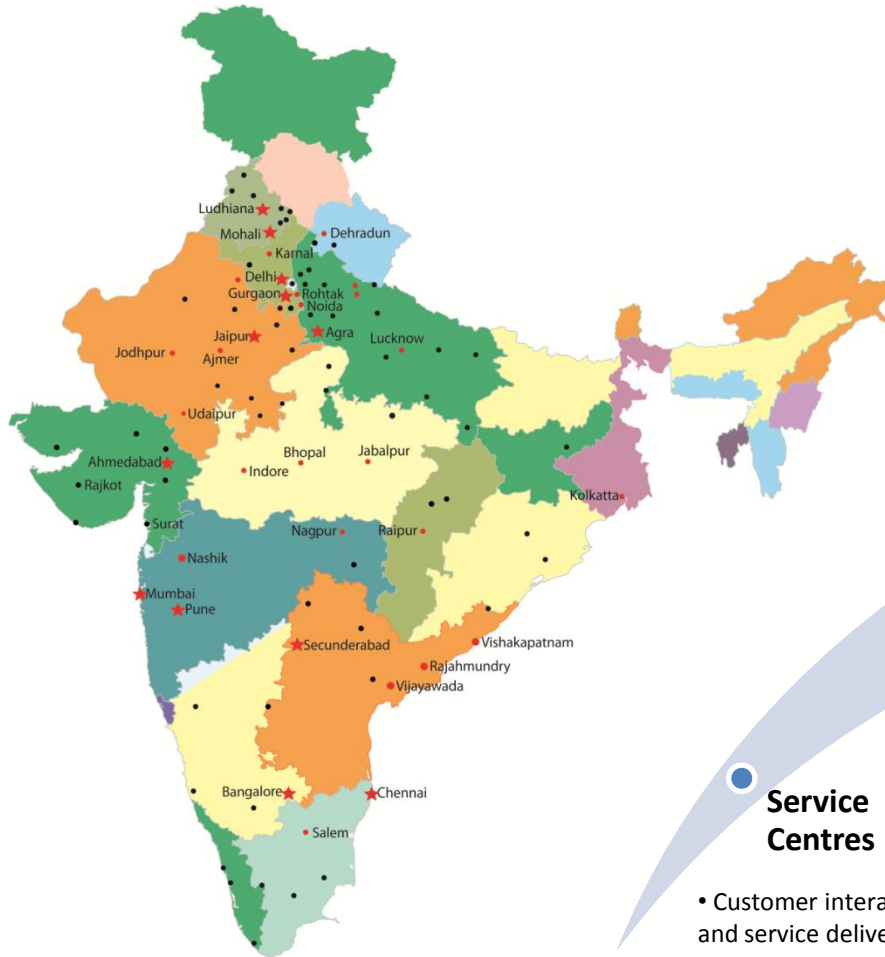 Ludhiana
Mohali
Dehradun
Karnal
Delhi
Gurgaon
Rohtak
Noida
Jaipur
Agra
Lucknow
Jodhpur
Ajmer
Udaipur
Bhopal
Jabalpur
Ahmedabad
Indore
Rajkot
Kolkatta
Surat
Nagpur
Raipur
Nashik
Mumbai
Pune
Secunderabad
Vishakapatnam
Rajahmundry
Vijayawada
Bangalore
Chennai
Salem
Service
Centres
• Customer intera
and service delive